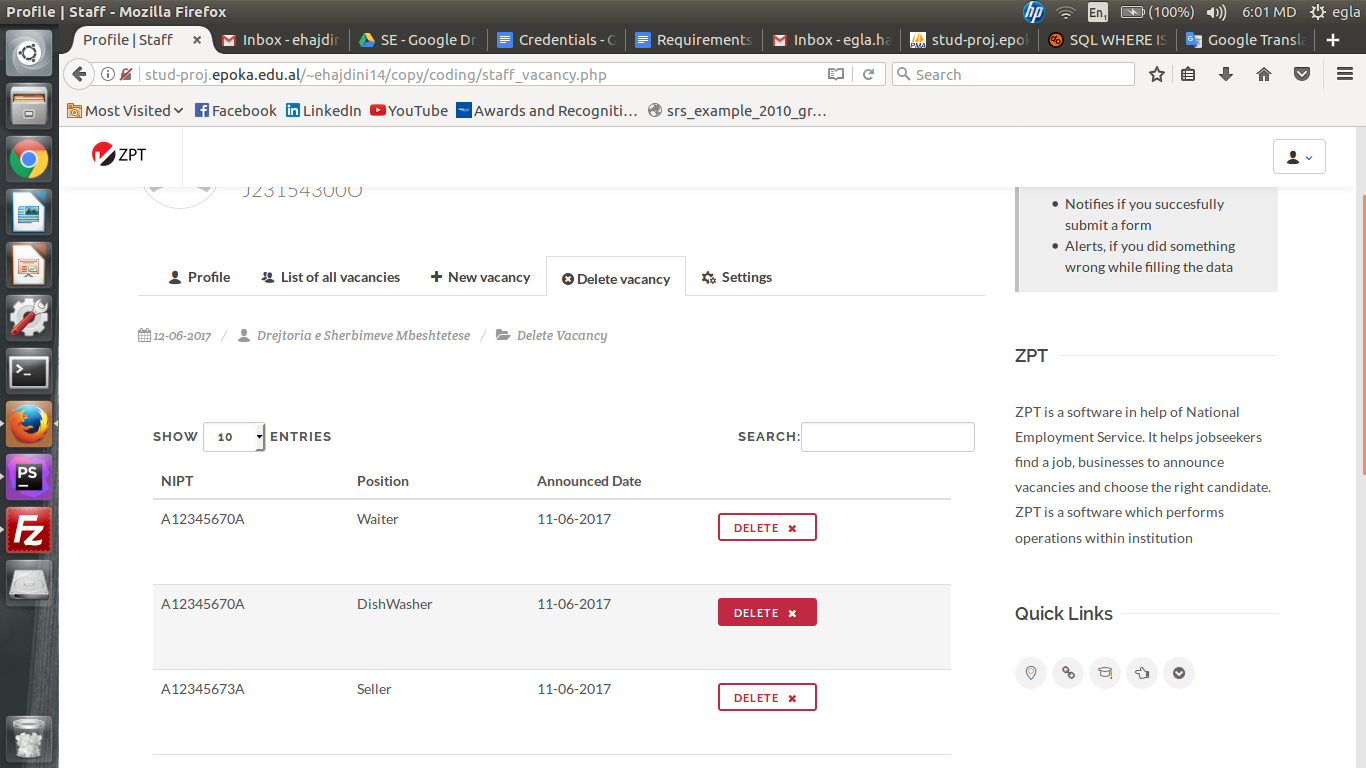 Profile | Staff - Mozilla Firefox
En1 (100%) 6:01 MD egla
Profile | Staff
Inbox - ehajdin
SE - Google Dr
Credentials - G
Requirements
Inbox - egla.ha
stud-proj.epok
SQL WHERE IS
Google Transla
stud-proj.epoka.edu.al/~ehajdini14/copy/coding/staff_vacancy.php
Search
Most Visited Facebook LinkedIn YouTube Awards and Recogniti... srs_example_2010_gr...
ZPT
J23154300O
Notifies if you succesfully
submit a form
Alerts, if you did something
wrong while filling the data
Profile List of all vacancies New vacancy Delete vacancy Settings
12-06-2017 / Drejtoria e Sherbimeve Mbeshtetese / Delete Vacancy
SHOW 10 ENTRIES SEARCH:
NIPT Position Announced Date
A12345670A Waiter 11-06-2017 DELETE
A12345670A DishWasher 11-06-2017 DELETE
A12345673A Seller 11-06-2017 DELETE
ZPT
ZPT is a software in help of National
Employment Service. It helps jobseekers
find a job, businesses to announce
vacancies and choose the right candidate.
ZPT is a software which performs
operations within institution
Quick Links
PS
Fz